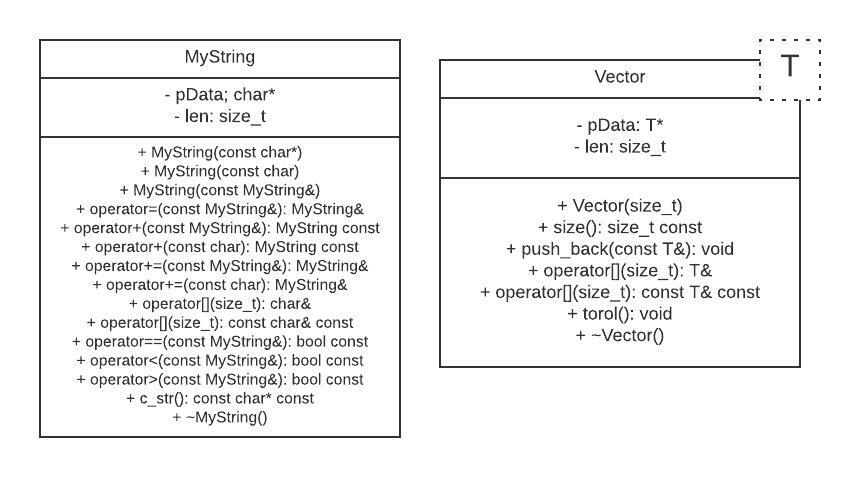 MyString
- pData; char*
- len: size_t
+ MyString(const char*)
+ MyString(const char)
+ MyString(const MyString&)
+ operator=(const MyString&): MyString&
+ operator+(const MyString&): MyString const
+ operator+(const char): MyString const
+ operator+=(const MyString&): MyString&
+ operator+=(const char): MyString&
+ operator[](size_t): char&
+ operator[](size_t): const char& const
+ operator==(const MyString&): bool const
+ operator<(const MyString&): bool const
+ operator>(const MyString&): bool const
+ c_str(): const char* const
+ ~MyString()
T
Vector
- pData: T*
- len: size_t
+ Vector(size_t)
+ size(): size_t const
+ push_back(const T&): void
+ operator[](size_t): T&
+ operator[](size_t): const T& const
+ torol(): void
+ ~Vector()